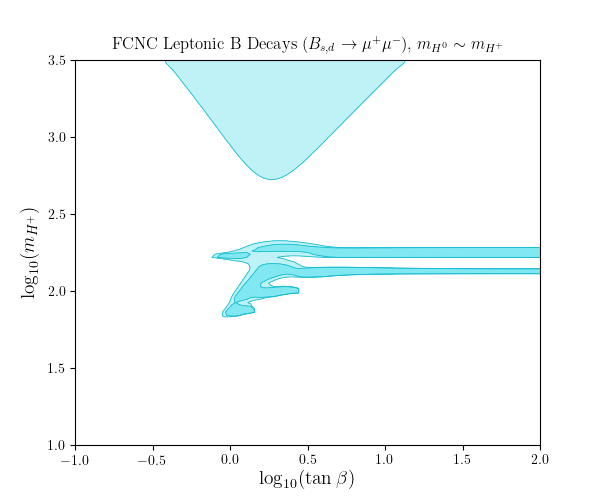 FCNC Leptonic B Decays ($B_{s,d} \to \mu^+\mu^-$), $m_{H^0} \sim m_{H^+}$
3.5
3.0
2.5
2.0
1.5
1.0
$\log_{10}(m_{H^+})$
−1.0 −0.5 0.0 0.5 1.0 1.5 2.0
$\log_{10}(\tan \beta)$